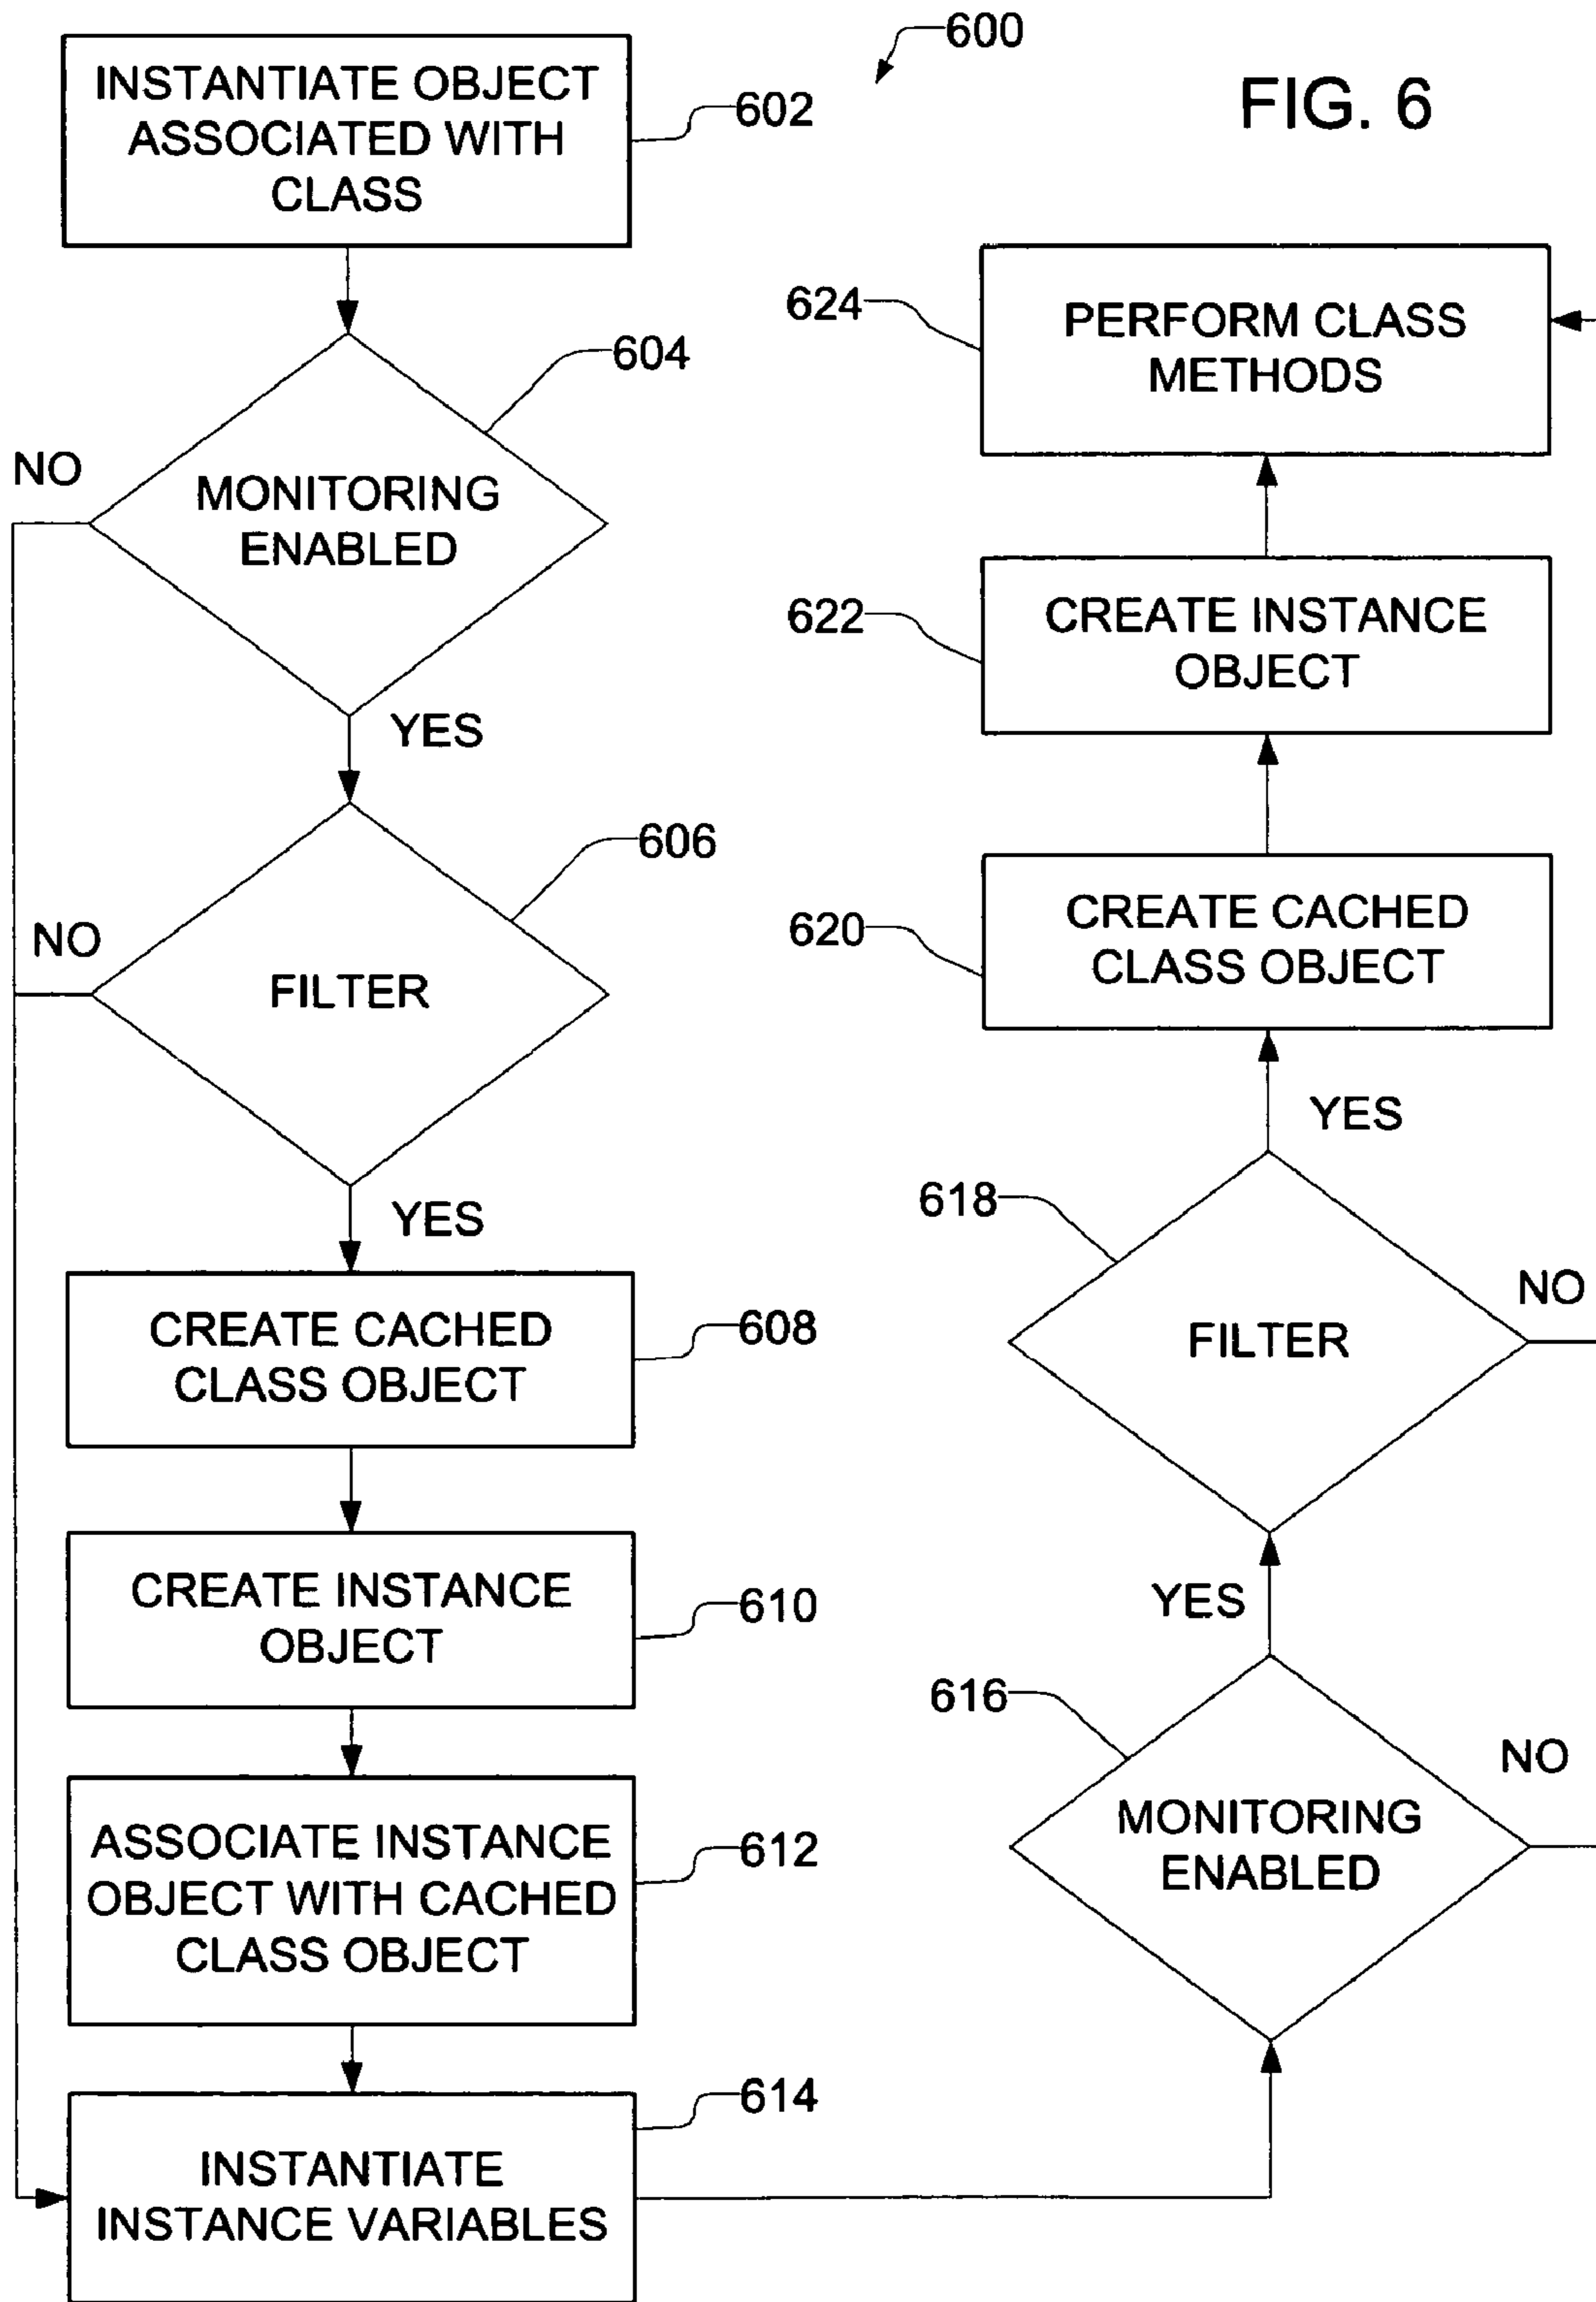 600
FIG. 6
INSTANTIATE OBJECT
ASSOCIATED WITH
CLASS
602
604
MONITORING
ENABLED
NO
YES
606
FILTER
NO
YES
CREATE CACHED
CLASS OBJECT
608
CREATE INSTANCE
OBJECT
610
ASSOCIATE INSTANCE
OBJECT WITH CACHED
CLASS OBJECT
612
614
INSTANTIATE
INSTANCE VARIABLES
616
MONITORING
ENABLED
NO
YES
618
FILTER
NO
YES
620
CREATE CACHED
CLASS OBJECT
622
CREATE INSTANCE
OBJECT
624
PERFORM CLASS
METHODS